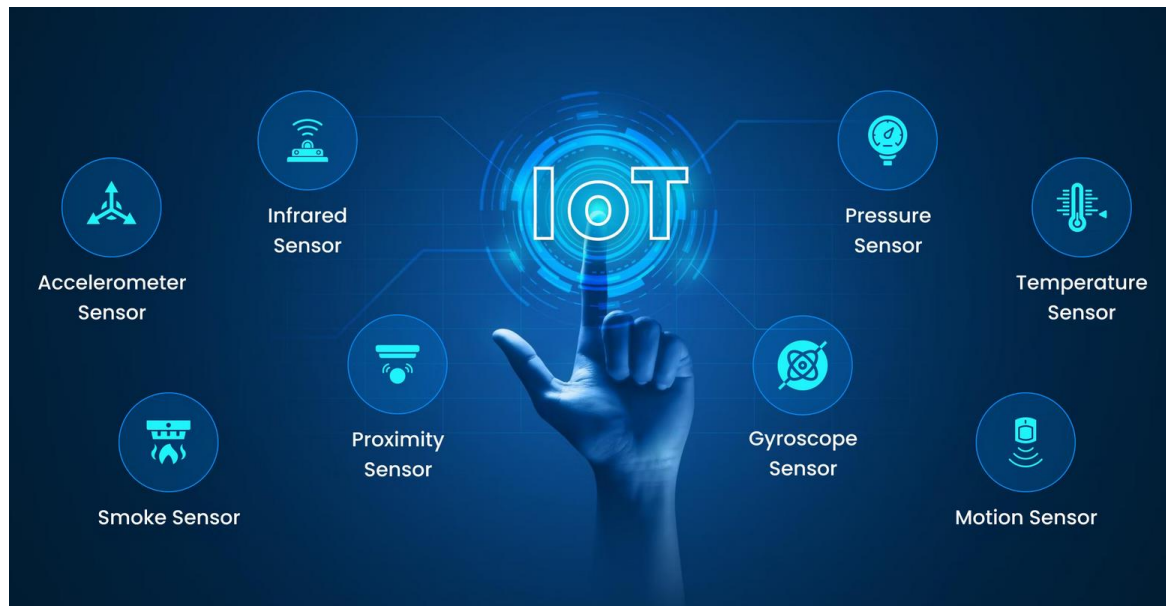 IoT
Infrared
Sensor
Pressure
Sensor
Accelerometer
Sensor
Temperature
Sensor
Proximity
Sensor
Gyroscope
Sensor
Smoke Sensor
Motion Sensor